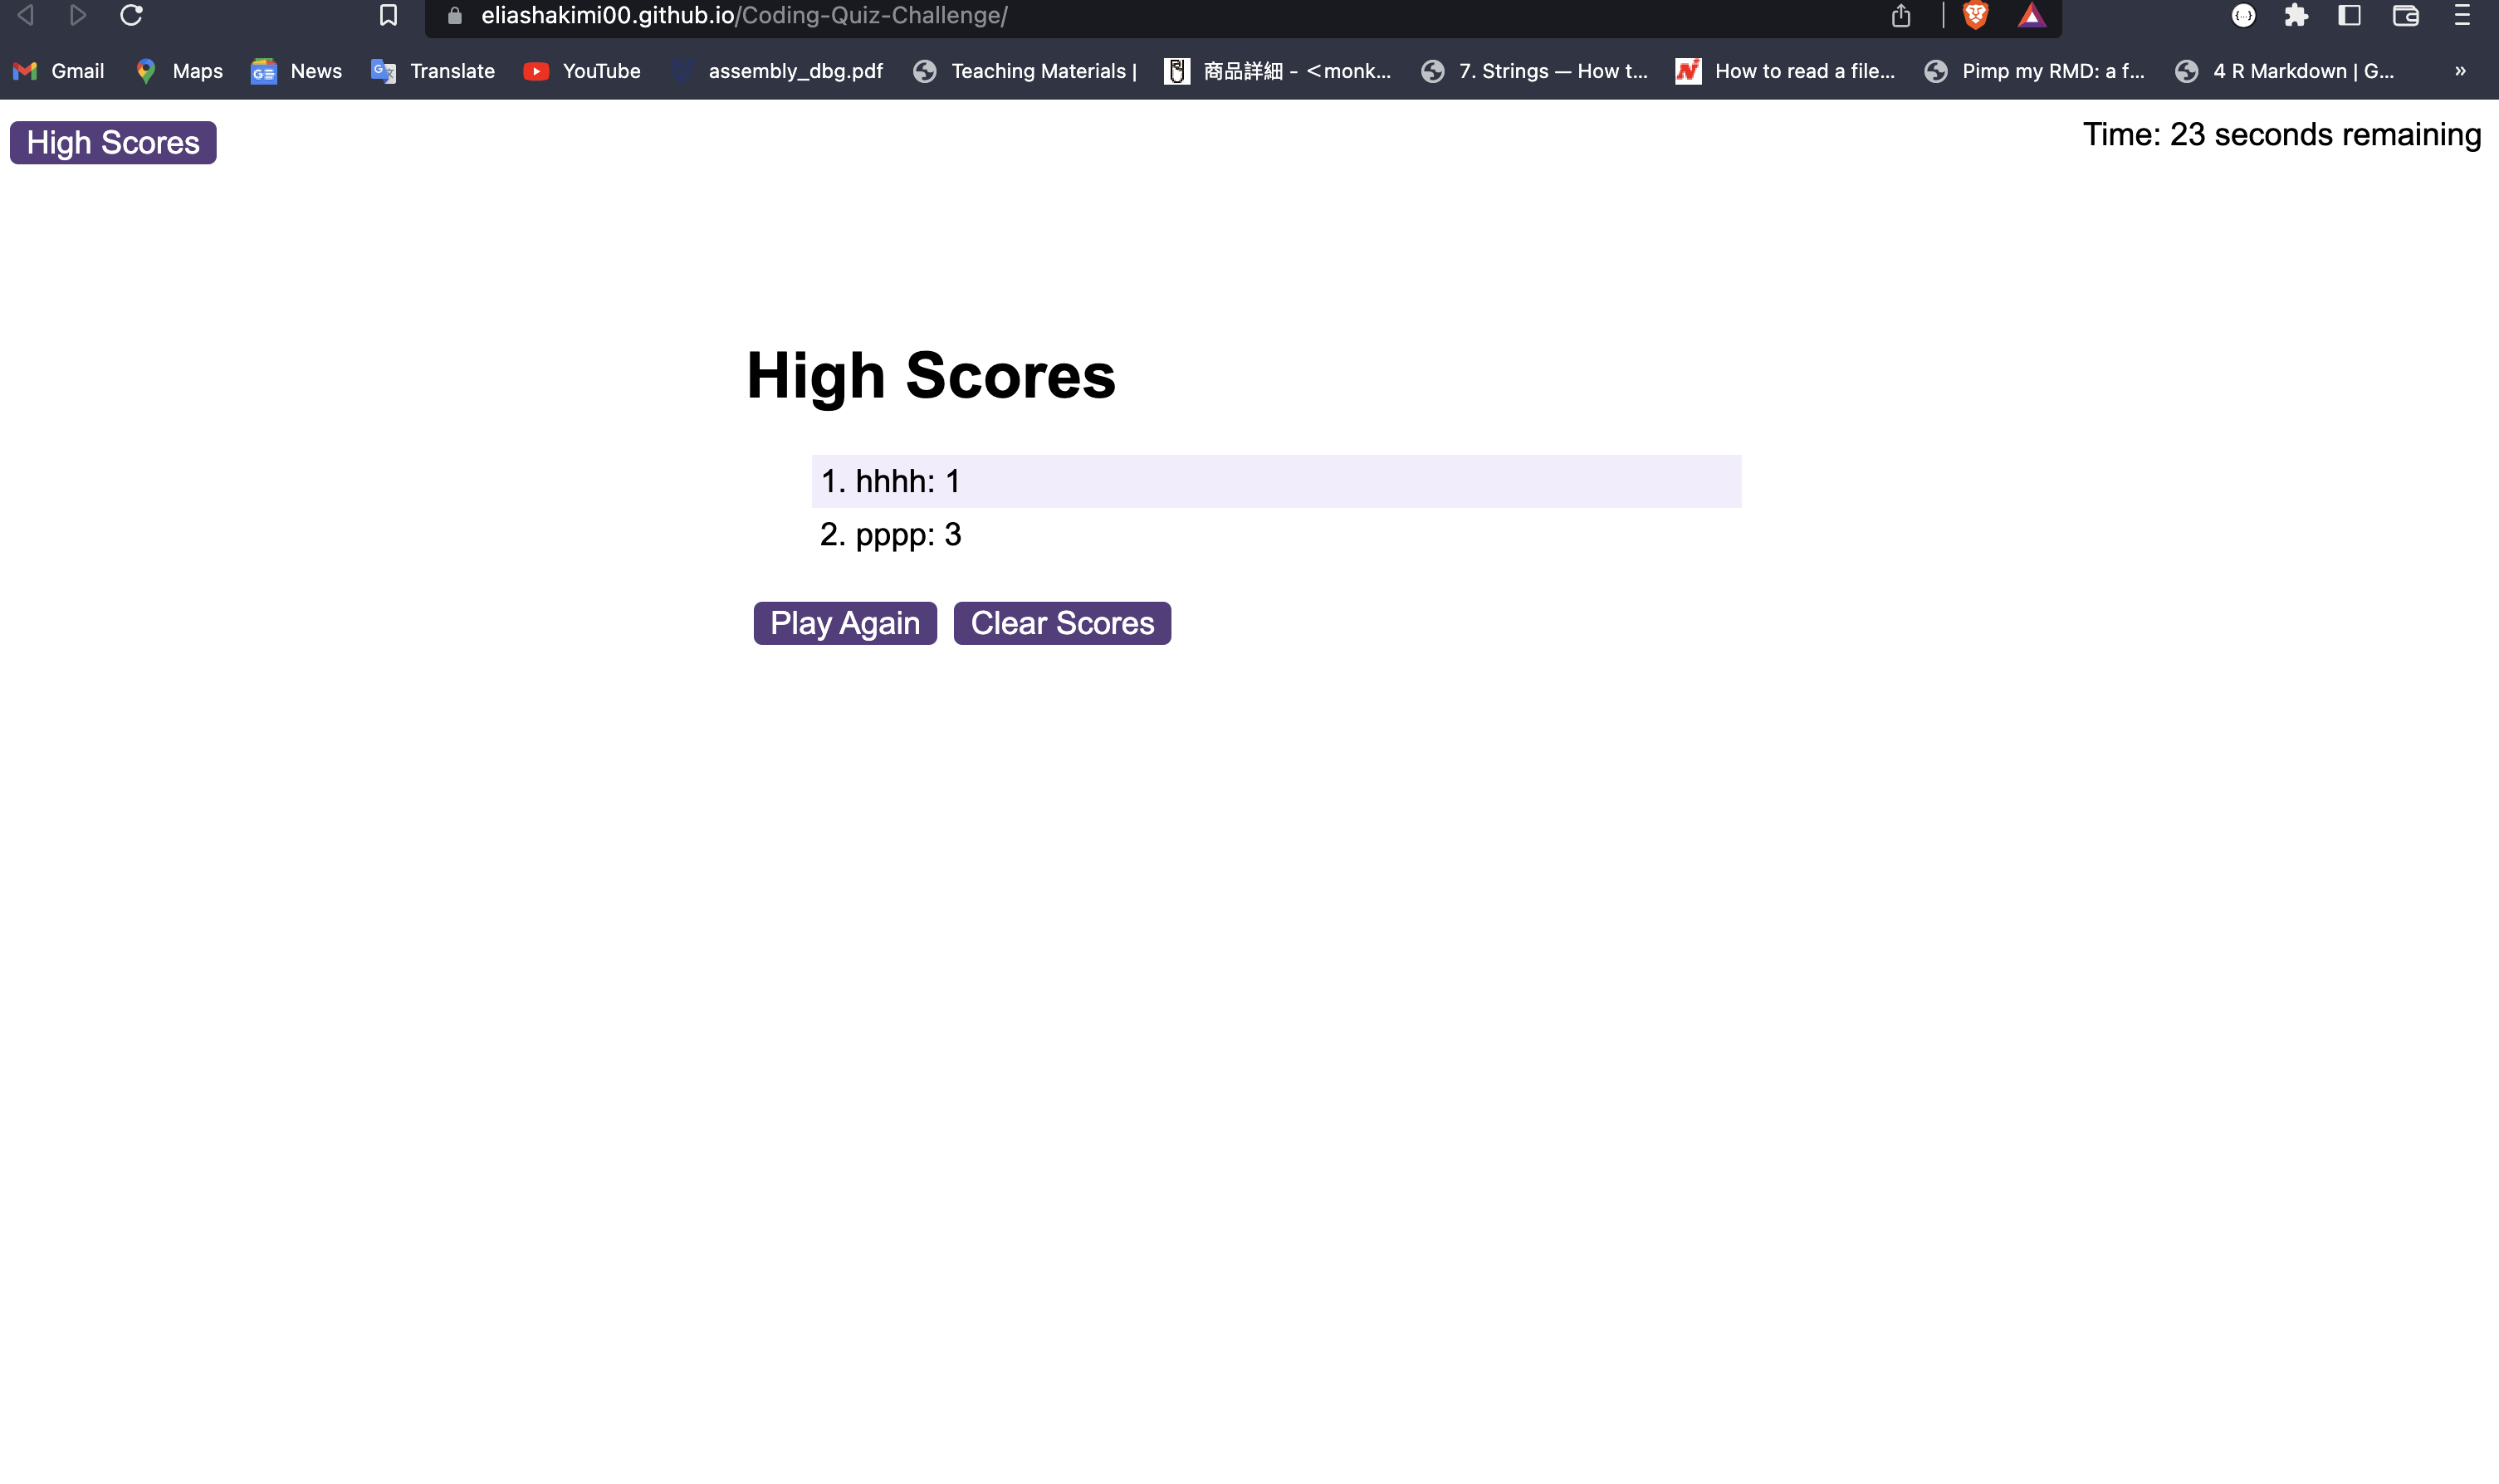 eliashakimi00.github.io/Coding-Quiz-Challenge/
Gmail Maps News Translate YouTube assembly_dbg.pdf Teaching Materials | 商品詳細 - <monk... 7. Strings — How t... How to read a file... Pimp my RMD: a f... 4 R Markdown | G... »
High Scores Time: 23 seconds remaining
High Scores
1. hhhh: 1
2. pppp: 3
Play Again Clear Scores